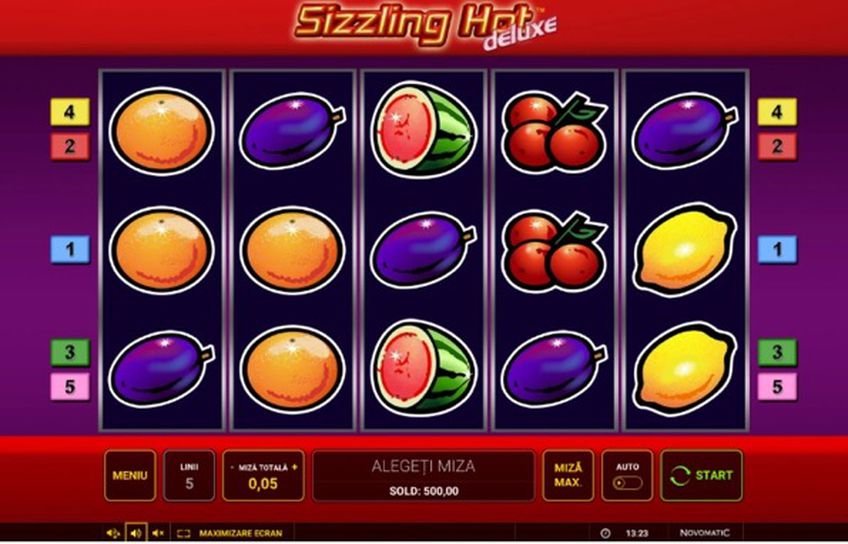 Sizzling Hot™
deluxe
4 4
2 2
1 1
3 3
5 5
MENIU
LINII
5
- MIZĂ TOTALĂ +
0,05
ALEGEȚI MIZA
SOLD: 500,00
MIZĂ
MAX.
AUTO
START
MAXIMIZARE ECRAN
13:23
NOVOMATIC